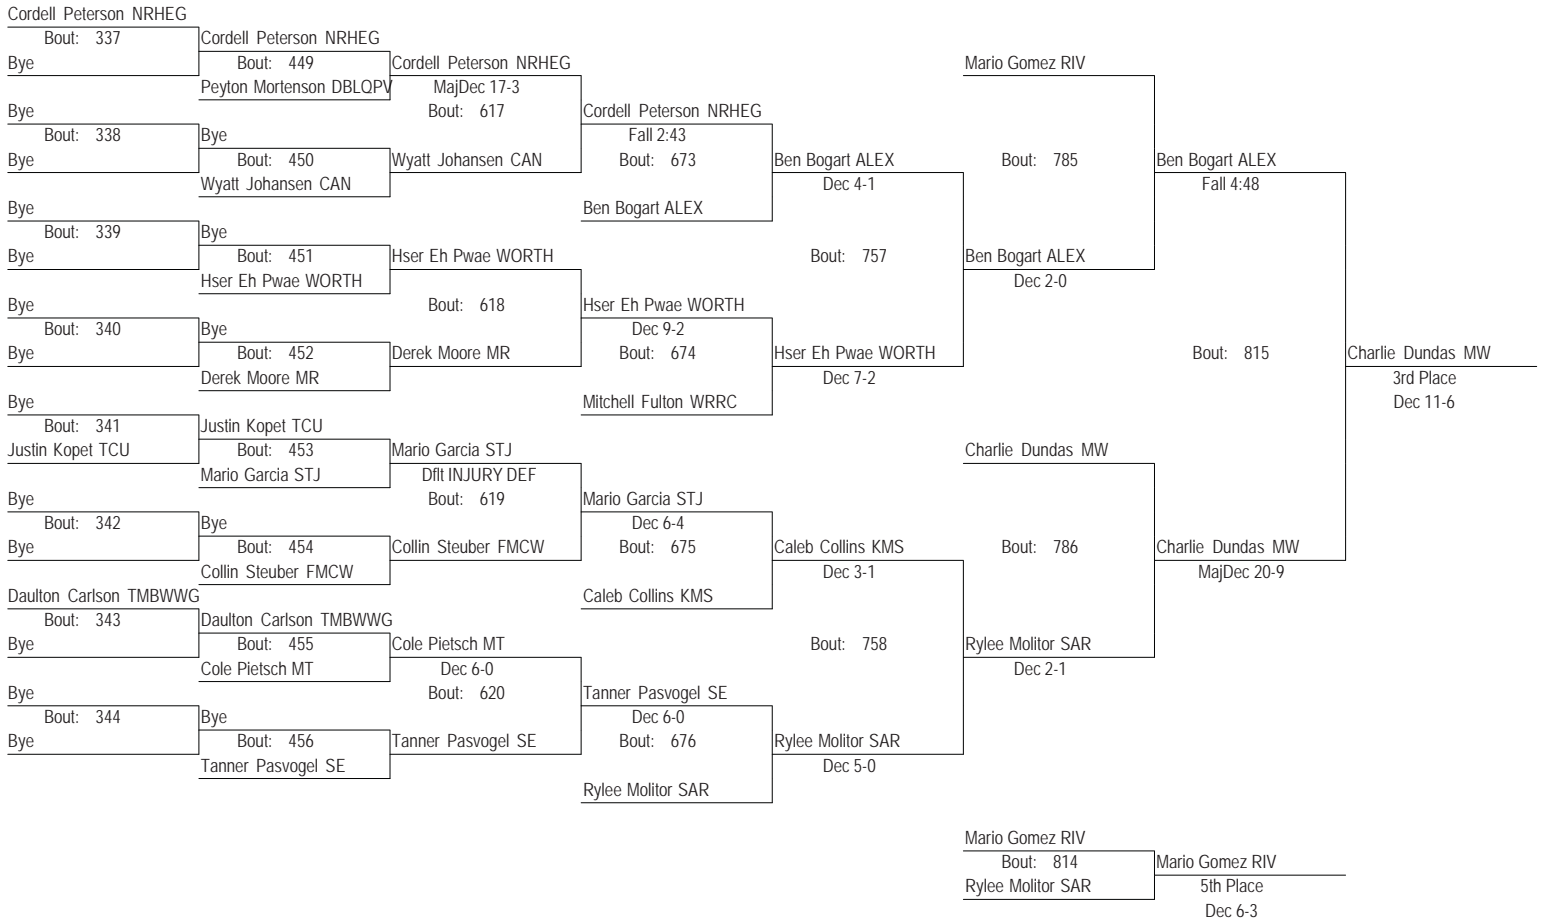 Cordell Peterson NRHEG
Bout: 337
Bye
Bye
Bout: 338
Bye
Bye
Bout: 339
Bye
Bye
Bout: 340
Bye
Bye
Bout: 341
Justin Kopet TCU
Bye
Bout: 342
Bye
Daulton Carlson TMBWWG
Bout: 343
Bye
Bye
Bout: 344
Bye
Cordell Peterson NRHEG
Bout: 449
Peyton Mortenson DBLQPV
Bye
Bout: 450
Wyatt Johansen CAN
Bye
Bout: 451
Hser Eh Pwae WORTH
Bye
Bout: 452
Derek Moore MR
Justin Kopet TCU
Bout: 453
Mario Garcia STJ
Bye
Bout: 454
Collin Steuber FMCW
Daulton Carlson TMBWWG
Bout: 455
Cole Pietsch MT
Bye
Bout: 456
Tanner Pasvogel SE
Cordell Peterson NRHEG
MajDec 17-3
Bout: 617
Wyatt Johansen CAN
Hser Eh Pwae WORTH
Bout: 618
Derek Moore MR
Mario Garcia STJ
Dflt INJURY DEF
Bout: 619
Collin Steuber FMCW
Cole Pietsch MT
Dec 6-0
Bout: 620
Tanner Pasvogel SE
Cordell Peterson NRHEG
Fall 2:43
Bout: 673
Ben Bogart ALEX
Hser Eh Pwae WORTH
Dec 9-2
Bout: 674
Mitchell Fulton WRRC
Mario Garcia STJ
Dec 6-4
Bout: 675
Caleb Collins KMS
Tanner Pasvogel SE
Dec 6-0
Bout: 676
Rylee Molitor SAR
Ben Bogart ALEX
Dec 4-1
Bout: 757
Hser Eh Pwae WORTH
Dec 7-2
Caleb Collins KMS
Dec 3-1
Bout: 758
Rylee Molitor SAR
Dec 5-0
Mario Gomez RIV
Bout: 785
Ben Bogart ALEX
Dec 2-0
Charlie Dundas MW
Bout: 786
Rylee Molitor SAR
Dec 2-1
Ben Bogart ALEX
Fall 4:48
Bout: 815
Charlie Dundas MW
MajDec 20-9
Charlie Dundas MW
3rd Place
Dec 11-6
Mario Gomez RIV
Bout: 814
Rylee Molitor SAR
Mario Gomez RIV
5th Place
Dec 6-3